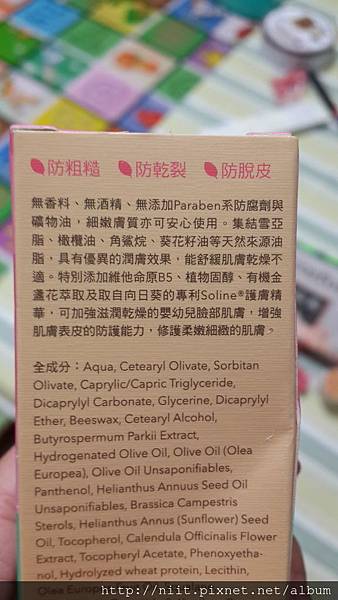 防粗糙 防乾裂 防脫皮
無香料、無酒精、無添加Paraben系防腐劑與
礦物油，細嫩膚質亦可安心使用。集結雪亞
脂、橄欖油、角鯊烷、葵花籽油等天然來源油
脂，具有優異的潤膚效果，能舒緩肌膚乾燥不
適。特別添加維他命原B5、植物固醇、有機金
盞花萃取及取自向日葵的專利Soline®護膚精
華，可加強滋潤乾燥的嬰幼兒臉部肌膚，增強
肌膚表皮的防護能力，修護柔嫩細緻的肌膚。
全成分：Aqua, Cetearyl Olivate, Sorbitan
Olivate, Caprylic/Capric Triglyceride,
Dicaprylyl Carbonate, Glycerine, Dicaprylyl
Ether, Beeswax, Cetearyl Alcohol,
Butyrospermum Parkii Extract,
Hydrogenated Olive Oil, Olive Oil (Olea
Europea), Olive Oil Unsaponifiables,
Panthenol, Helianthus Annuus Seed Oil
Unsaponifiables, Brassica Campestris
Sterols, Helianthus Annus (Sunflower) Seed
Oil, Tocopherol, Calendula Officinalis Flower
Extract, Tocopheryl Acetate, Phenoxyetha-
nol, Hydrolyzed wheat protein, Lecithin,
Olea Euro
http://niit.pixnet.net/album